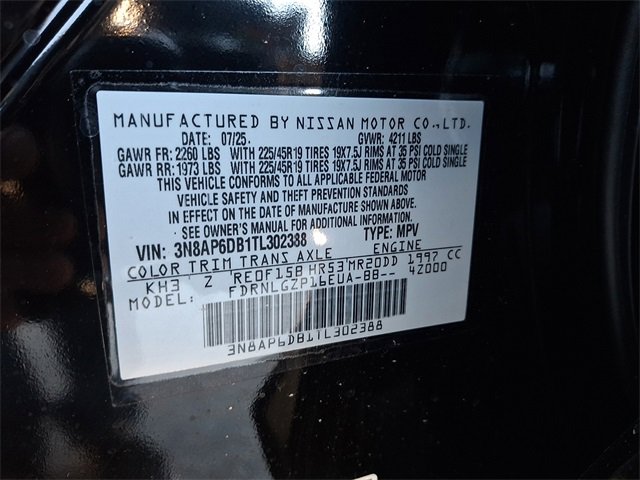 MANUFACTURED BY NISSAN MOTOR CO.,LTD.
DATE: 07/25. GVWR: 4211 LBS
GAWR FR: 2260 LBS WITH 225/45R19 TIRES 19X7.5J RIMS AT 35 PSI COLD SINGLE
GAWR RR: 1973 LBS WITH 225/45R19 TIRES 19X7.5J RIMS AT 35 PSI COLD SINGLE
THIS VEHICLE CONFORMS TO ALL APPLICABLE FEDERAL MOTOR
VEHICLE SAFETY AND THEFT PREVENTION STANDARDS
IN EFFECT ON THE DATE OF MANUFACTURE SHOWN ABOVE.
- SEE OWNER'S MANUAL FOR ADDITIONAL INFORMATION.
VIN: 3N8AP6DB1TL302388 TYPE: MPV
COLOR TRIM TRANS AXLE ENGINE
KH3 Z RE0F15B HR53 MR20DD 1997 CC
MODEL: FDRNLGZP16EUA-BB-- 42000
3N8AP6DB1TL302388